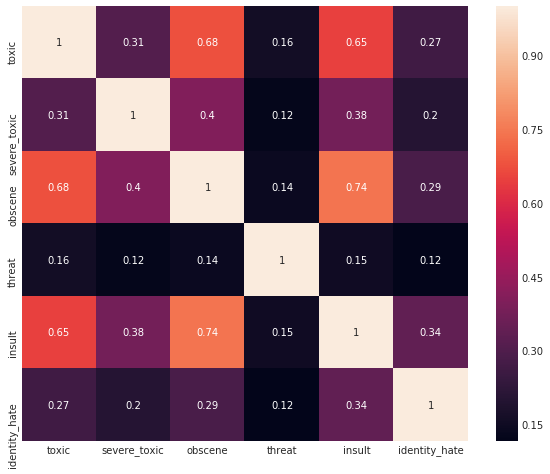 toxic 1 0.31 0.68 0.16 0.65 0.27
severe_toxic 0.31 1 0.4 0.12 0.38 0.2
obscene 0.68 0.4 1 0.14 0.74 0.29
threat 0.16 0.12 0.14 1 0.15 0.12
insult 0.65 0.38 0.74 0.15 1 0.34
identity_hate 0.27 0.2 0.29 0.12 0.34 1
toxic severe_toxic obscene threat insult identity_hate
0.90
0.75
0.60
0.45
0.30
0.15